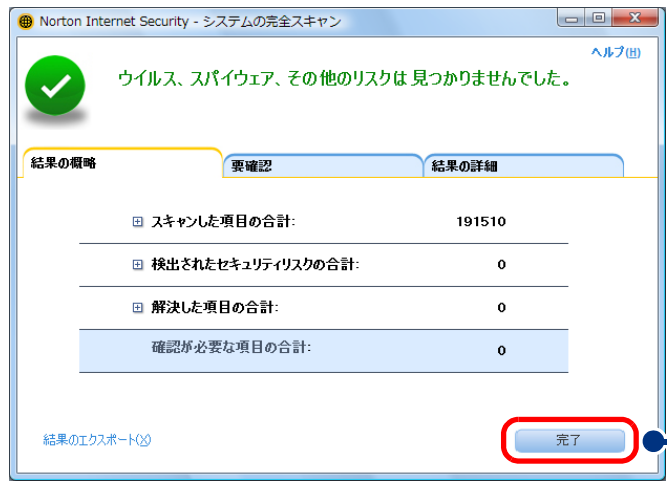 Norton Internet Security - システムの完全スキャン
ヘルプ(H)
ウイルス、スパイウェア、その他のリスクは見つかりませんでした。
結果の概略 要確認 結果の詳細
スキャンした項目の合計: 191510
検出されたセキュリティリスクの合計: 0
解決した項目の合計: 0
確認が必要な項目の合計: 0
結果のエクスポート(X) 完了